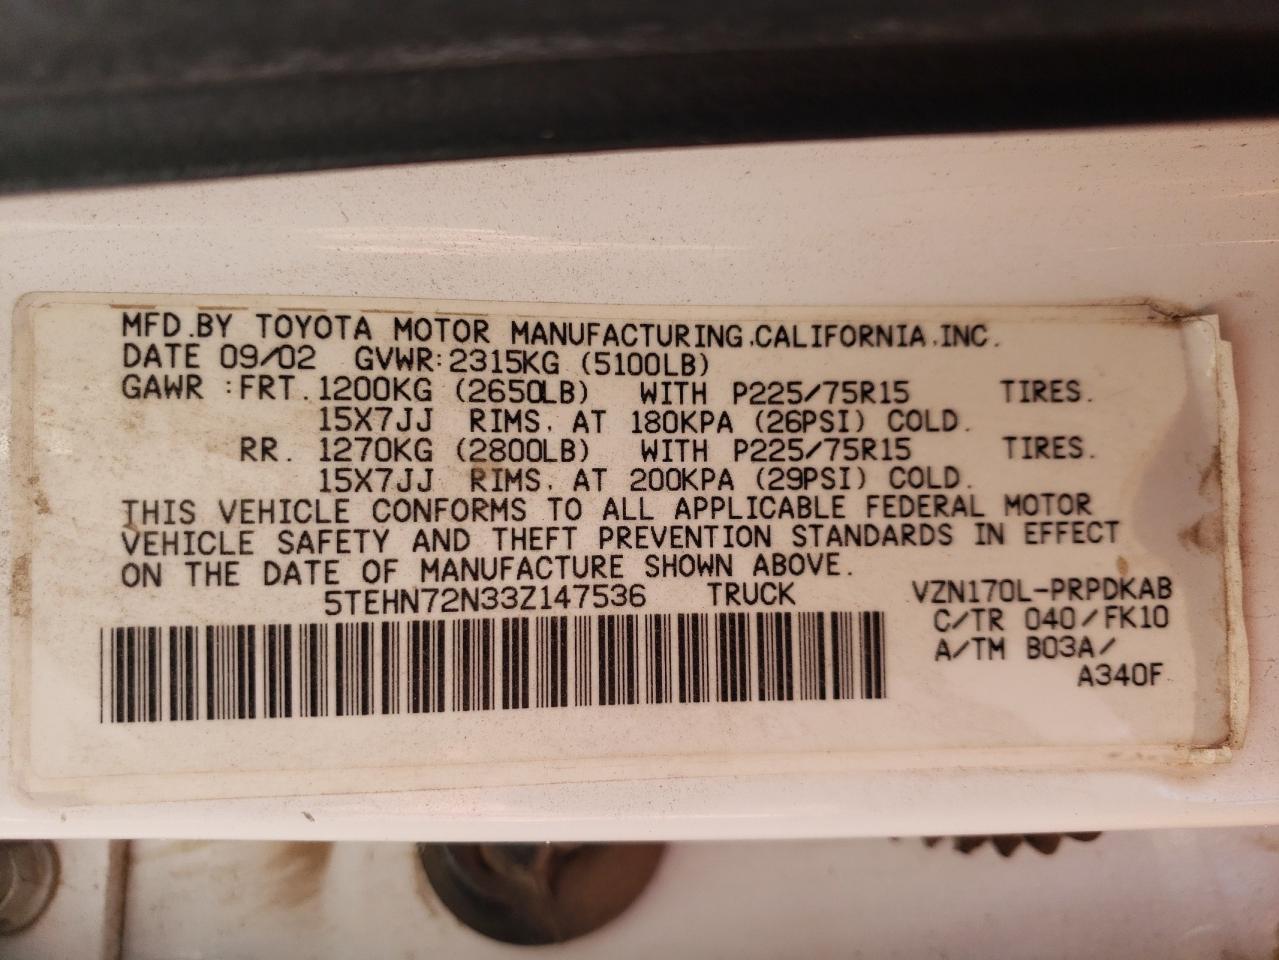 MFD.BY TOYOTA MOTOR MANUFACTURING.CALIFORNIA.INC.
DATE 09/02 GVWR:2315KG (5100LB)
GAWR :FRT. 1200KG (2650LB) WITH P225/75R15 TIRES.
15X7JJ RIMS. AT 180KPA (26PSI) COLD.
RR. 1270KG (2800LB) WITH P225/75R15 TIRES.
15X7JJ RIMS. AT 200KPA (29PSI) COLD.
THIS VEHICLE CONFORMS TO ALL APPLICABLE FEDERAL MOTOR
VEHICLE SAFETY AND THEFT PREVENTION STANDARDS IN EFFECT
ON THE DATE OF MANUFACTURE SHOWN ABOVE.
5TEHN72N33Z147536 TRUCK VZN170L-PRPDKAB
C/TR 040/FK10
A/TM B03A/
A340F